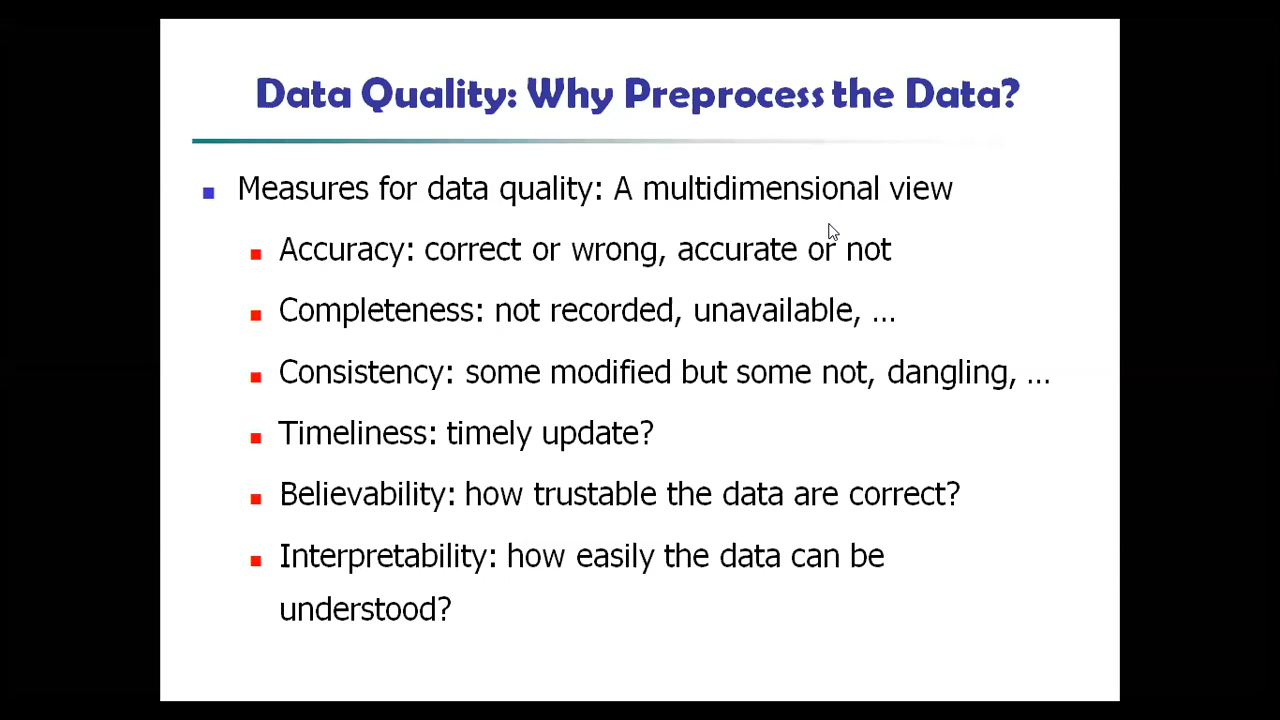 Data Quality: Why Preprocess the Data?
Measures for data quality: A multidimensional view
Accuracy: correct or wrong, accurate or not
Completeness: not recorded, unavailable, …
Consistency: some modified but some not, dangling, …
Timeliness: timely update?
Believability: how trustable the data are correct?
Interpretability: how easily the data can be
understood?